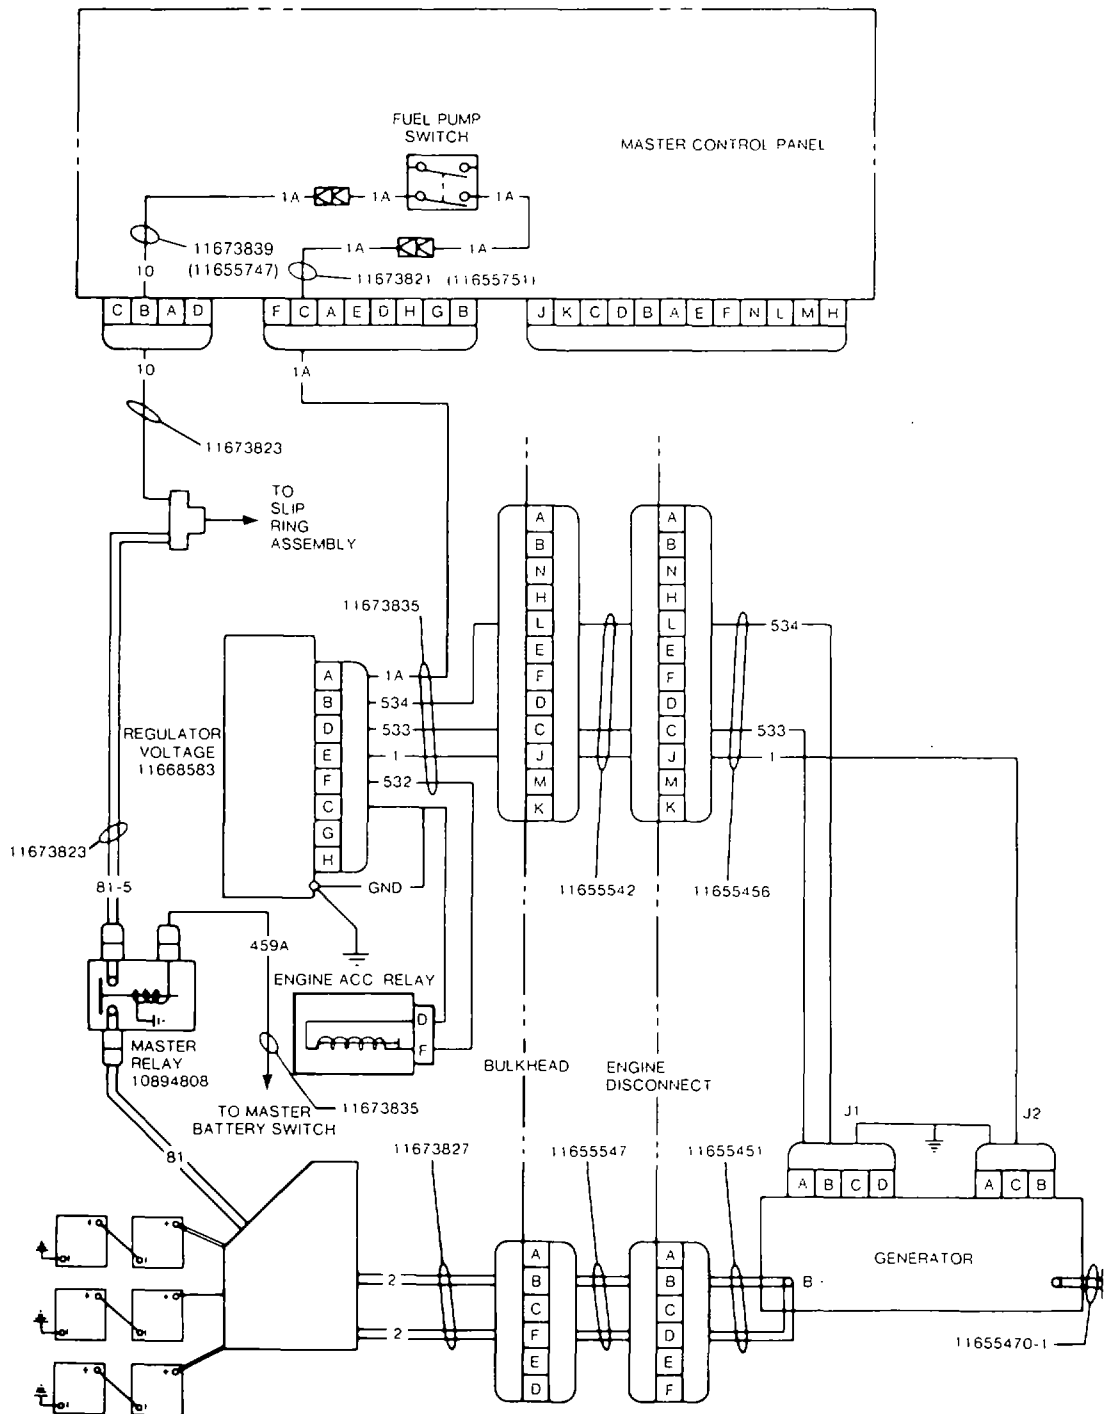 FUEL PUMP
SWITCH
MASTER CONTROL PANEL
1A
1A
1A
1A
1A
11673839
(11655747)
10
11673821 (11655751)
C B A D
F C A E D H G B
J K C D B A E F N L M H
10
1A
11673823
TO
SLIP
RING
ASSEMBLY
A
B
N
H
L
E
F
D
C
J
M
K
A
B
N
H
L
E
F
D
C
J
M
K
11673835
534
533
1
REGULATOR
VOLTAGE
11668583
A
B
D
E
F
C
G
H
1A
534
533
1
532
GND
11673823
81-5
11655542
11655456
459A
ENGINE ACC RELAY
D
F
MASTER
RELAY
10894808
BULKHEAD
ENGINE
DISCONNECT
TO MASTER
BATTERY SWITCH
11673835
J1
J2
81
11673827
11655547
11655451
A B C D
A C B
GENERATOR
A
B
C
F
E
D
A
B
C
D
E
F
2
2
B
11655470-1